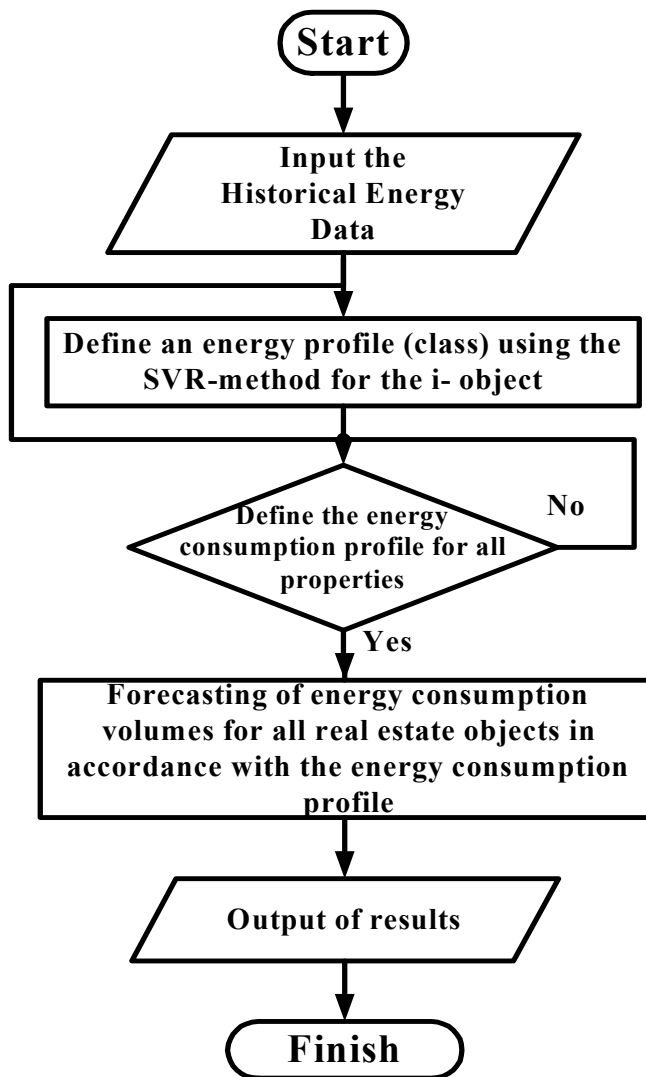 Start
Input the
Historical Energy
Data
Define an energy profile (class) using the
SVR-method for the i- object
No
Define the energy
consumption profile for all
properties
Yes
Forecasting of energy consumption
volumes for all real estate objects in
accordance with the energy consumption
profile
Output of results
Finish